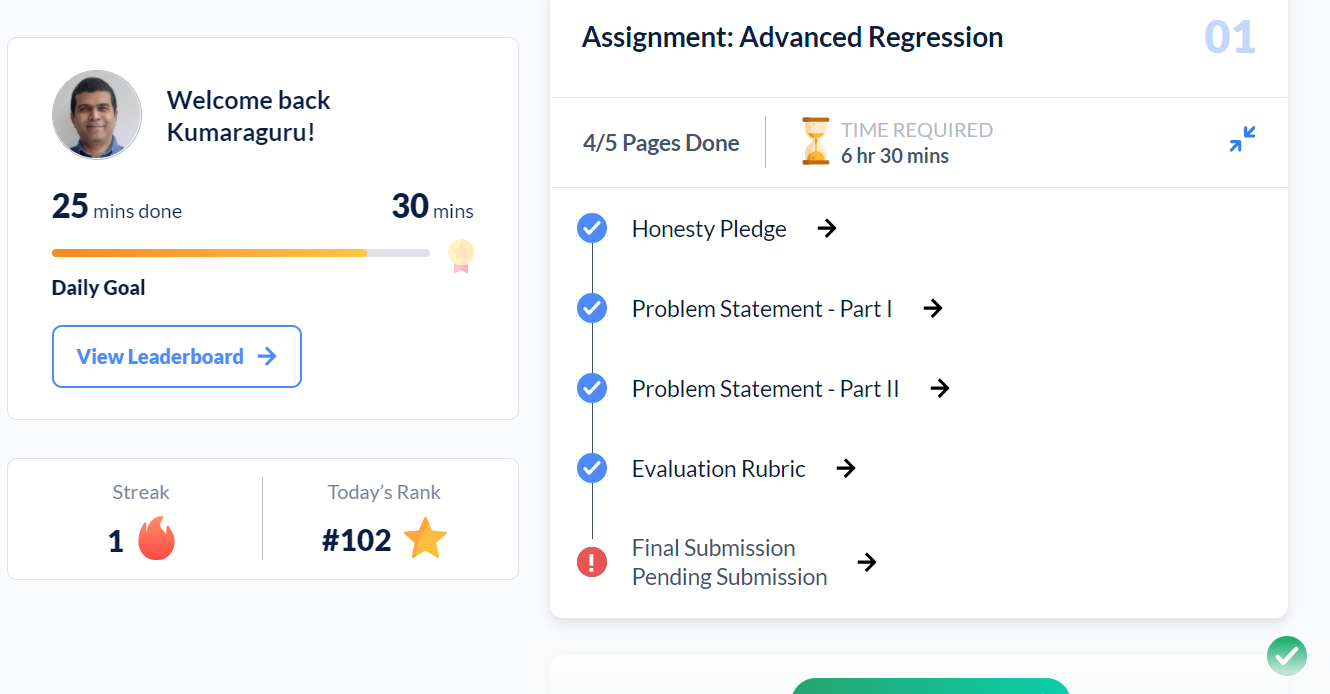 Welcome back
Kumaraguru!
25 mins done
30 mins
Daily Goal
View Leaderboard
Streak
1
Today's Rank
#102
Assignment: Advanced Regression
01
4/5 Pages Done
TIME REQUIRED
6 hr 30 mins
Honesty Pledge
Problem Statement - Part I
Problem Statement - Part II
Evaluation Rubric
Final Submission
Pending Submission